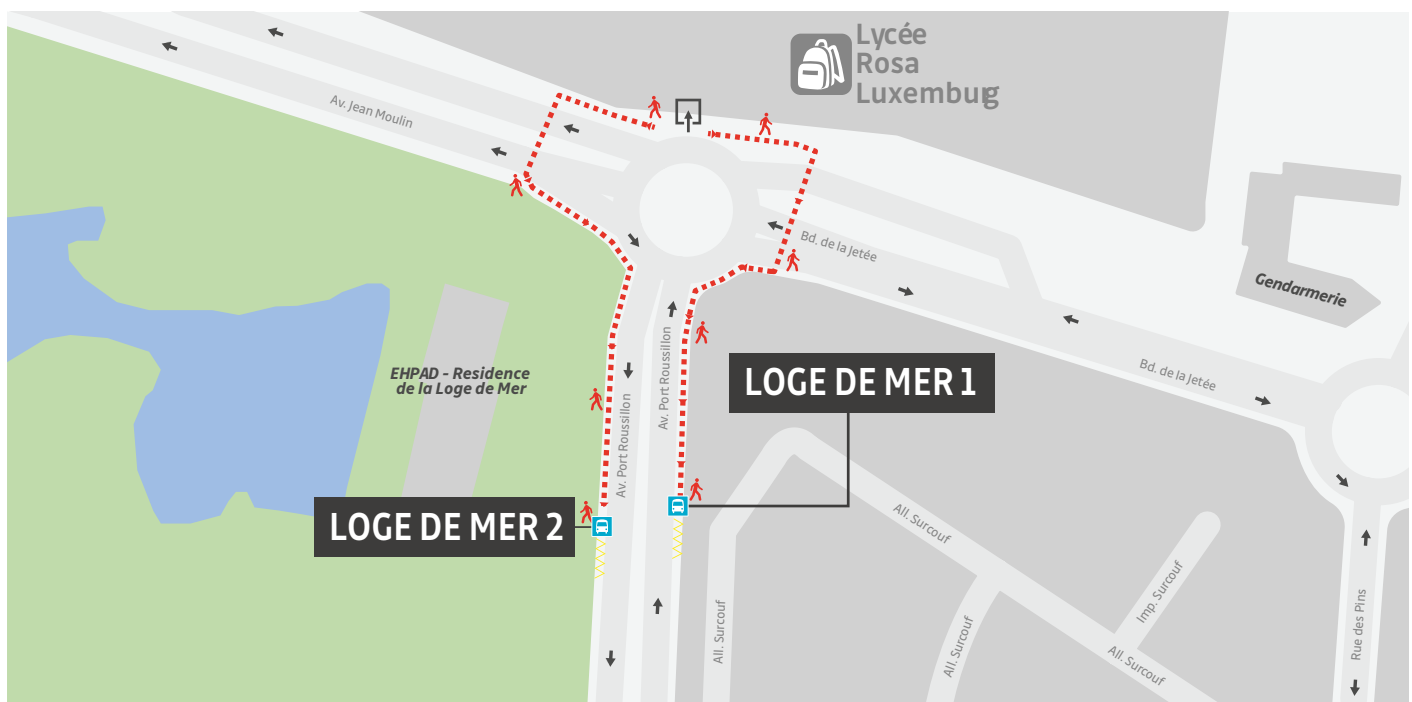 Lycée
Rosa
Luxemburg
Av. Jean Moulin
Bd. de la Jetée
Gendarmerie
EHPAD - Residence
de la Loge de Mer
Av. Port Roussillon
Av. Port Roussillon
LOGE DE MER 1
Bd. de la Jetée
LOGE DE MER 2
All. Surcouf
Imp. Surcouf
All. Surcouf
All. Surcouf
All. Surcouf
Rue des Pins